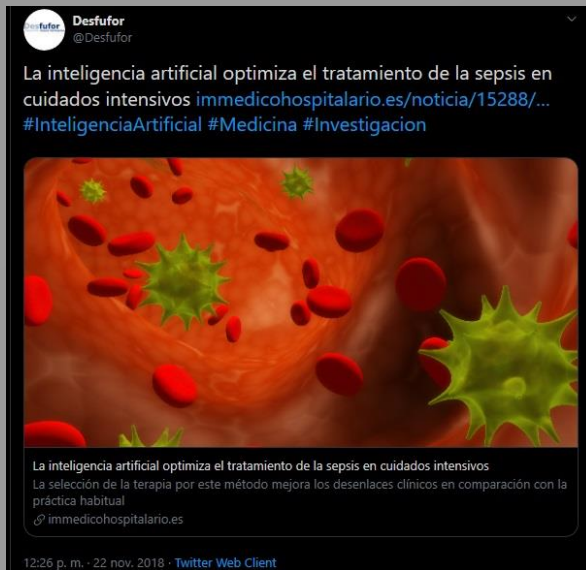 Desfufor
Desfufor
@Desfufor
La inteligencia artificial optimiza el tratamiento de la sepsis en
cuidados intensivos immedicohospitalario.es/noticia/15288/...
#InteligenciaArtificial #Medicina #Investigacion
La inteligencia artificial optimiza el tratamiento de la sepsis en cuidados intensivos
La selección de la terapia por este método mejora los desenlaces clínicos en comparación con la
práctica habitual
immedicohospitalario.es
12:26 p. m. · 22 nov. 2018 · Twitter Web Client